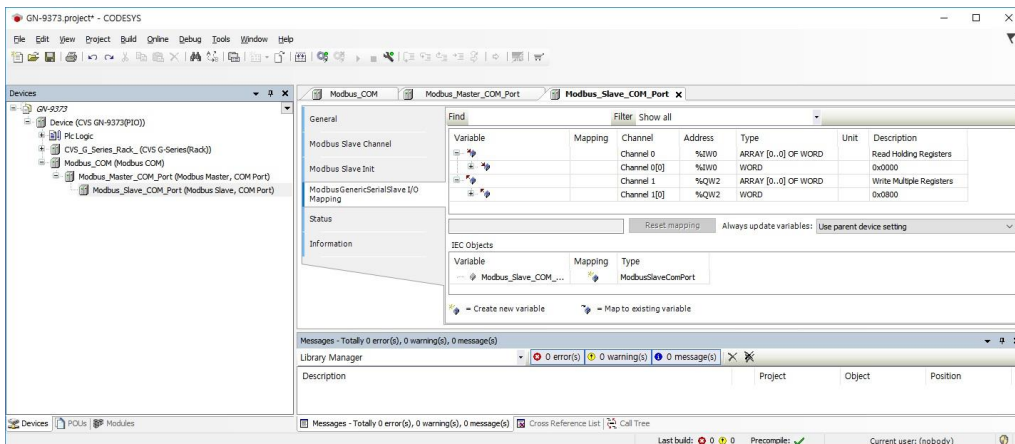 GN-9373.project* - CODESYS
File Edit View Project Build Online Debug Tools Window Help
Devices
GN-9373
Device (CVS GN-9373(PIO))
Plc Logic
CVS_G_Series_Rack_ (CVS G-Series(Rack))
Modbus_COM (Modbus COM)
Modbus_Master_COM_Port (Modbus Master, COM Port)
Modbus_Slave_COM_Port (Modbus Slave, COM Port)
Devices POUs Modules
Modbus_COM Modbus_Master_COM_Port Modbus_Slave_COM_Port
General
Modbus Slave Channel
Modbus Slave Init
ModbusGenericSerialSlave I/O
Mapping
Status
Information
Find Filter Show all
Variable Mapping Channel Address Type Unit Description
Channel 0 %IW0 ARRAY [0..0] OF WORD Read Holding Registers
Channel 0[0] %IW0 WORD 0x0000
Channel 1 %QW2 ARRAY [0..0] OF WORD Write Multiple Registers
Channel 1[0] %QW2 WORD 0x0800
Reset mapping Always update variables: Use parent device setting
IEC Objects
Variable Mapping Type
Modbus_Slave_COM_... ModbusSlaveComPort
= Create new variable = Map to existing variable
Messages - Totally 0 error(s), 0 warning(s), 0 message(s)
Library Manager 0 error(s) 0 warning(s) 0 message(s)
Description Project Object Position
Messages - Totally 0 error(s), 0 warning(s), 0 message(s) Cross Reference List Call Tree
Last build: 0 0 Precompile: Current user: (nobody)